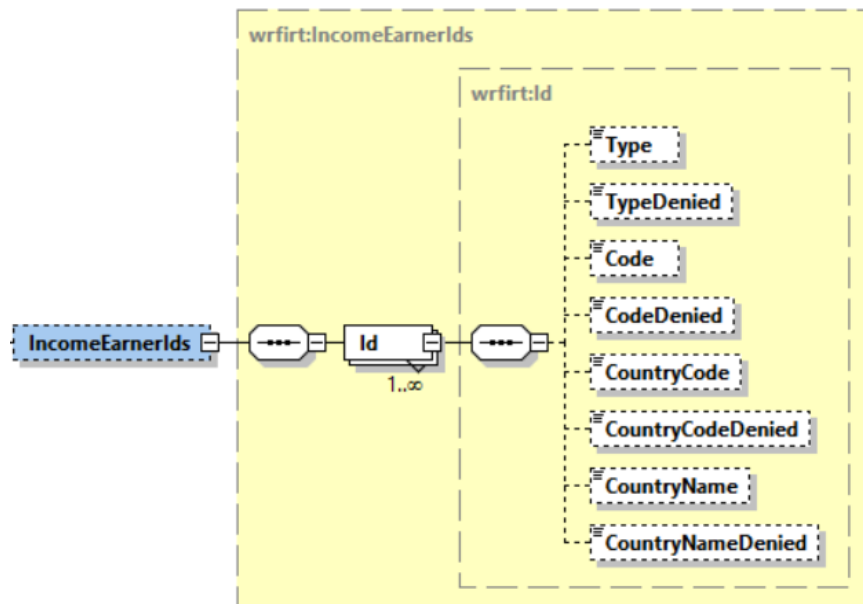 wrfirt:IncomeEarnerIds
wrfirt:Id
Type
TypeDenied
Code
CodeDenied
IncomeEarnerIds
Id
1..∞
CountryCode
CountryCodeDenied
CountryName
CountryNameDenied